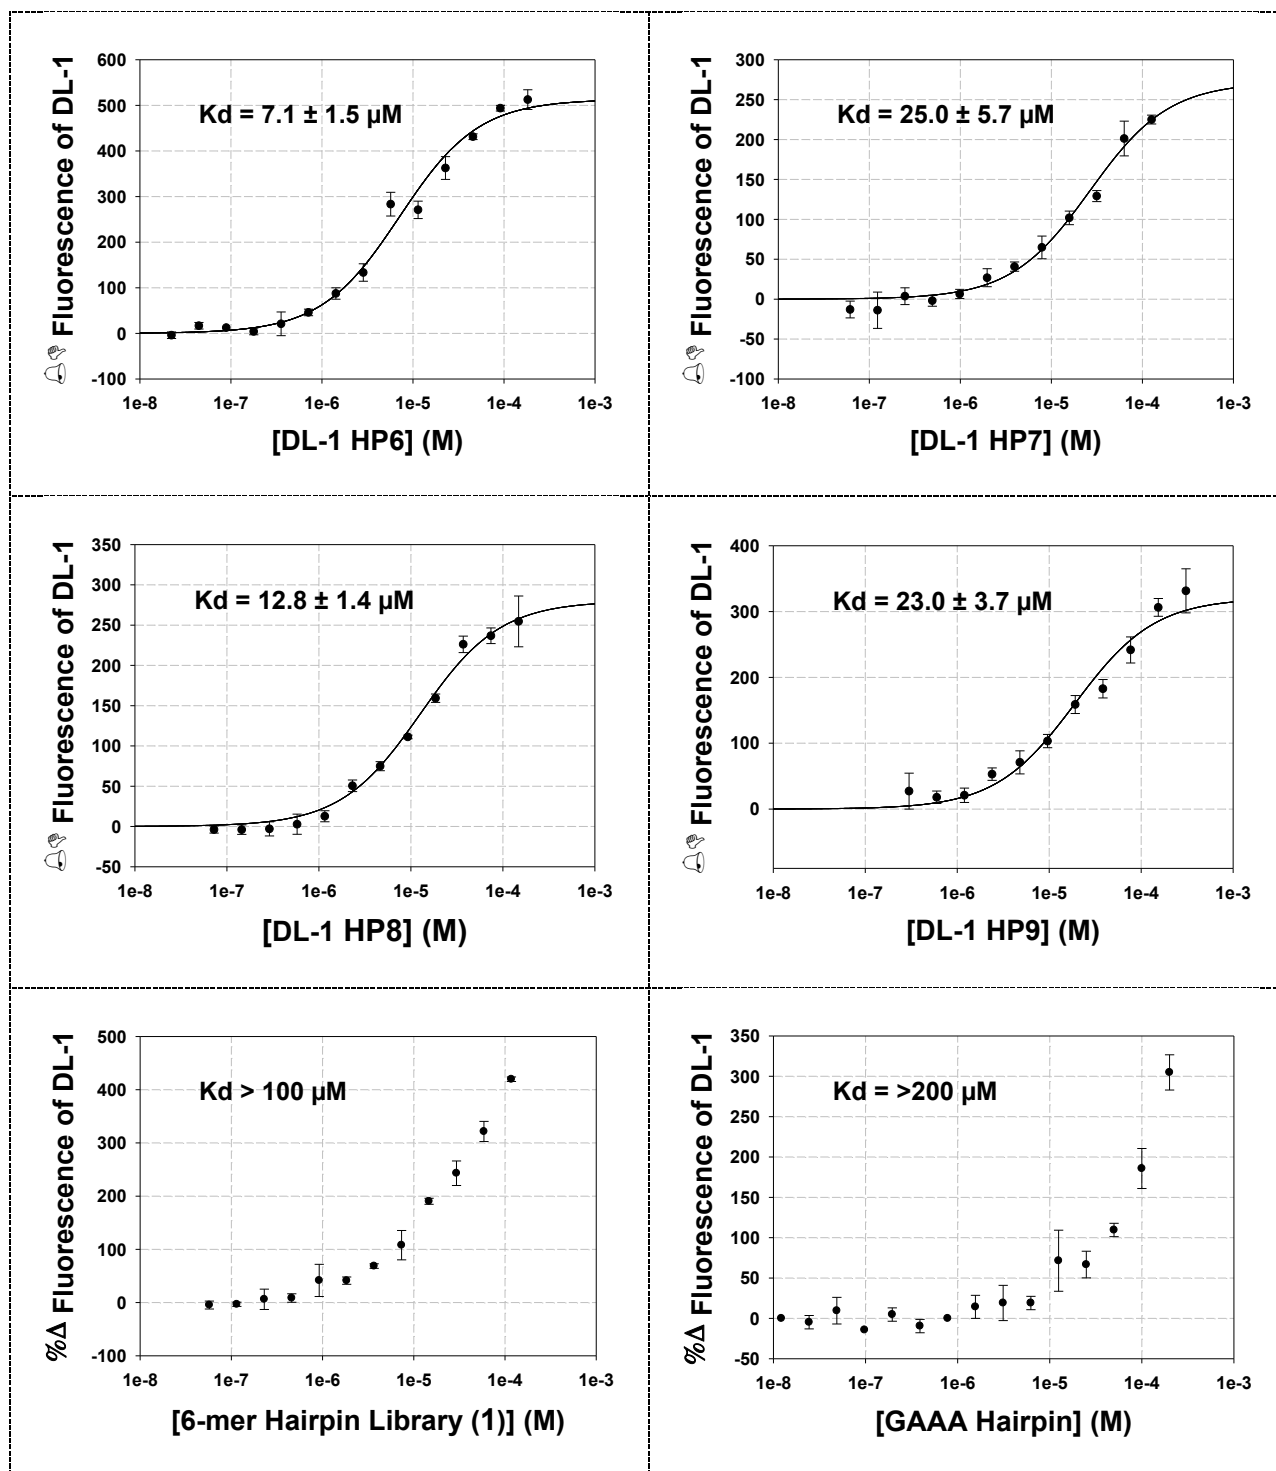 🕭👎 Fluorescence of DL-1
600
500
400
300
200
100
0
-100
Kd = 7.1 ± 1.5 µM
1e-8 1e-7 1e-6 1e-5 1e-4 1e-3
[DL-1 HP6] (M)
🕭👎 Fluorescence of DL-1
300
250
200
150
100
50
0
-50
-100
Kd = 25.0 ± 5.7 µM
1e-8 1e-7 1e-6 1e-5 1e-4 1e-3
[DL-1 HP7] (M)
🕭👎 Fluorescence of DL-1
350
300
250
200
150
100
50
0
-50
Kd = 12.8 ± 1.4 µM
1e-8 1e-7 1e-6 1e-5 1e-4 1e-3
[DL-1 HP8] (M)
🕭👎 Fluorescence of DL-1
400
300
200
100
0
Kd = 23.0 ± 3.7 µM
1e-8 1e-7 1e-6 1e-5 1e-4 1e-3
[DL-1 HP9] (M)
%Δ Fluorescence of DL-1
500
400
300
200
100
0
-100
Kd > 100 µM
1e-8 1e-7 1e-6 1e-5 1e-4 1e-3
[6-mer Hairpin Library (1)] (M)
%Δ Fluorescence of DL-1
350
300
250
200
150
100
50
0
-50
Kd = >200 µM
1e-8 1e-7 1e-6 1e-5 1e-4 1e-3
[GAAA Hairpin] (M)